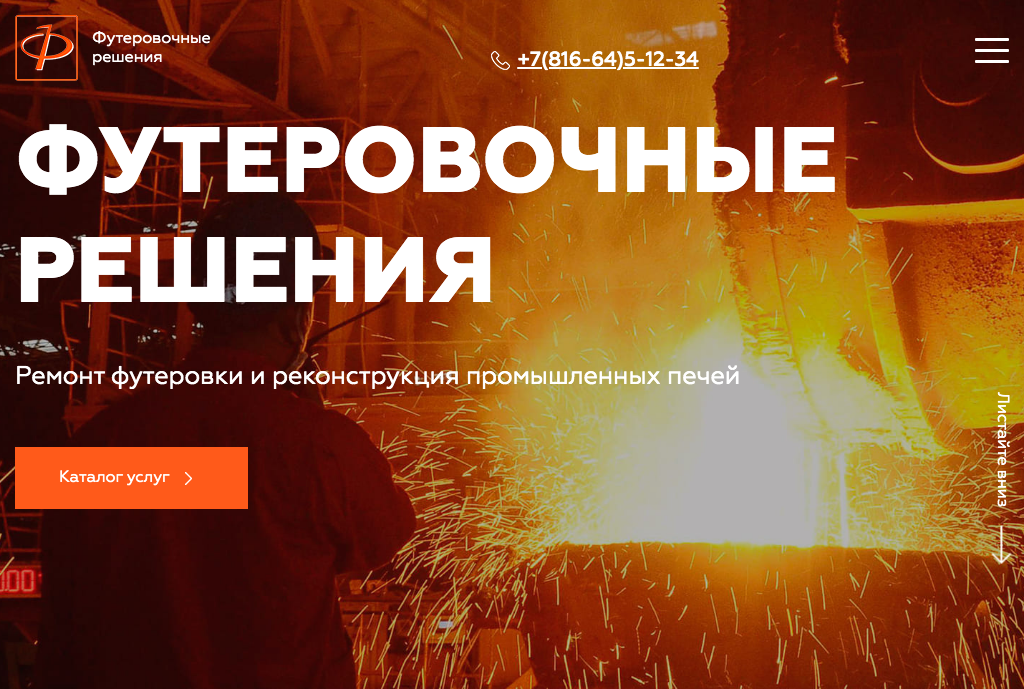 Футеровочные
решения
+7(816-64)5-12-34
ФУТЕРОВОЧНЫЕ
РЕШЕНИЯ
Ремонт футеровки и реконструкция промышленных печей
Листайте вниз
Каталог услуг